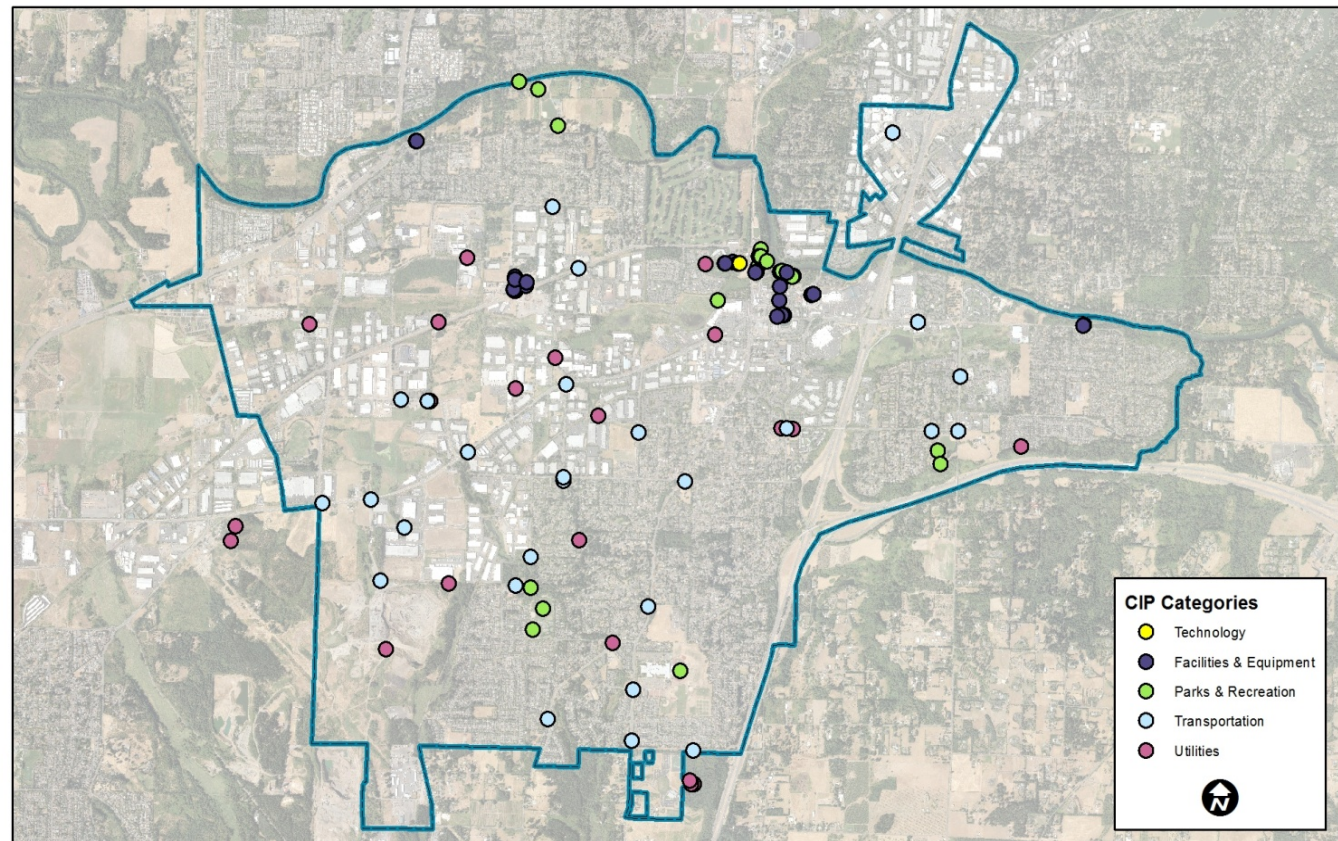 CIP Categories
Technology
Facilities & Equipment
Parks & Recreation
Transportation
Utilities
N